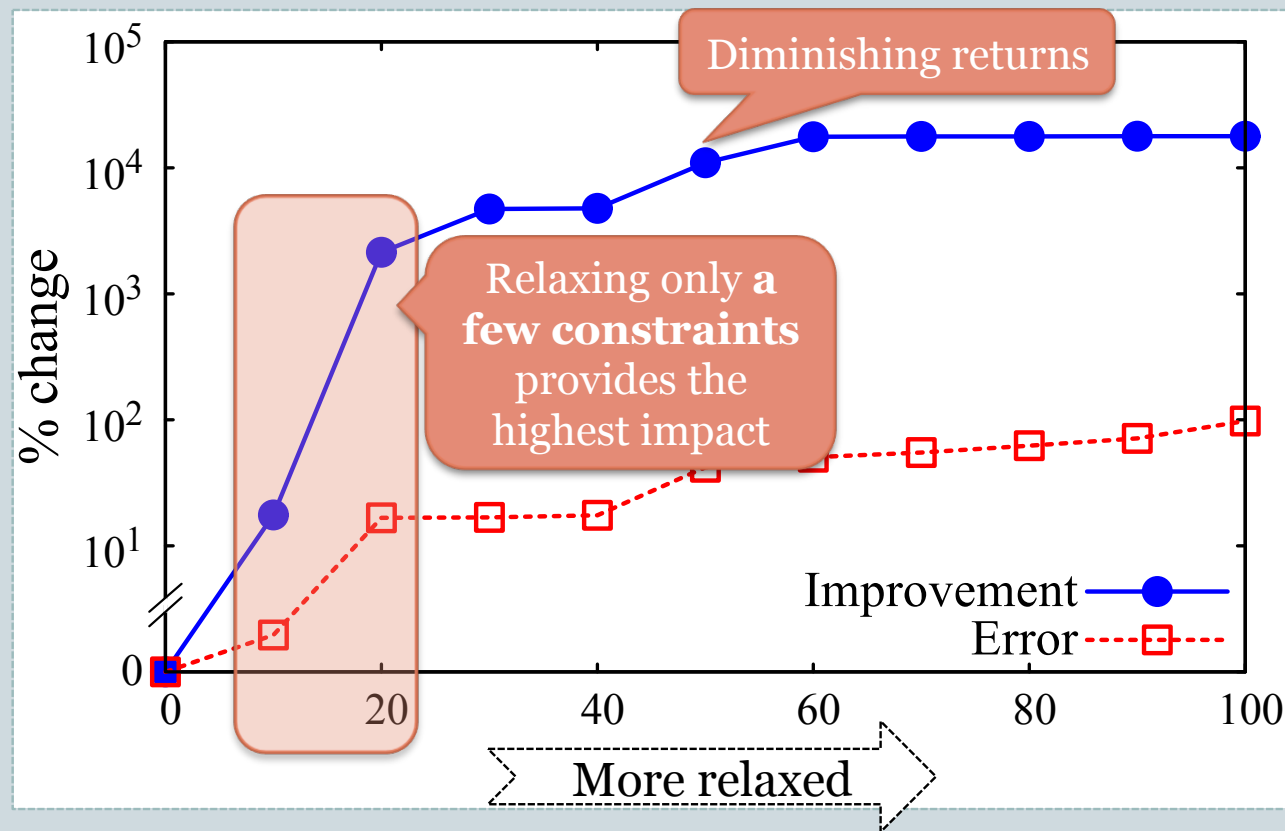 10^5
Diminishing returns
10^4
Relaxing only a
few constraints
provides the
highest impact
10^3
% change
10^2
10^1
Improvement
Error
0
0 20 40 60 80 100
More relaxed